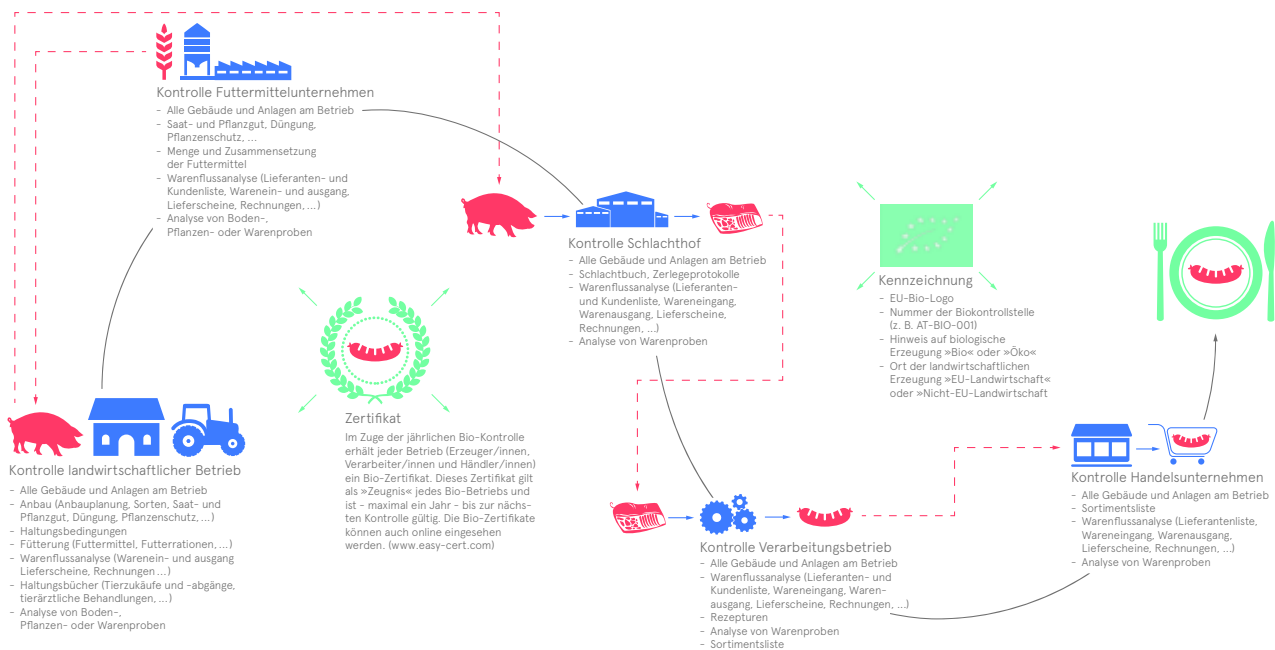 Kontrolle Futtermittelunternehmen
- Alle Gebäude und Anlagen am Betrieb
- Saat- und Pflanzgut, Düngung,
Pflanzenschutz, ...
- Menge und Zusammensetzung
der Futtermittel
- Warenflussanalyse (Lieferanten- und
Kundenliste, Warenein- und ausgang,
Lieferscheine, Rechnungen, ...)
- Analyse von Boden-,
Pflanzen- oder Warenproben
Kontrolle landwirtschaftlicher Betrieb
- Alle Gebäude und Anlagen am Betrieb
- Anbau (Anbauplanung, Sorten, Saat- und
Pflanzgut, Düngung, Pflanzenschutz, ...)
- Haltungsbedingungen
- Fütterung (Futtermittel, Futterrationen, ...)
- Warenflussanalyse (Warenein- und ausgang
Lieferscheine, Rechnungen ...)
- Haltungsbücher (Tierzukäufe und -abgänge,
tierärztliche Behandlungen, ...)
- Analyse von Boden-,
Pflanzen- oder Warenproben
Zertifikat
Im Zuge der jährlichen Bio-Kontrolle
erhält jeder Betrieb (Erzeuger/innen,
Verarbeiter/innen und Händler/innen)
ein Bio-Zertifikat. Dieses Zertifikat gilt
als »Zeugnis« jedes Bio-Betriebs und
ist - maximal ein Jahr - bis zur nächs-
ten Kontrolle gültig. Die Bio-Zertifikate
können auch online eingesehen
werden. (www.easy-cert.com)
Kontrolle Schlachthof
- Alle Gebäude und Anlagen am Betrieb
- Schlachtbuch, Zerlegeprotokolle
- Warenflussanalyse (Lieferanten-
und Kundenliste, Wareneingang,
Warenausgang, Lieferscheine,
Rechnungen, ...)
- Analyse von Warenproben
Kontrolle Verarbeitungsbetrieb
- Alle Gebäude und Anlagen am Betrieb
- Warenflussanalyse (Lieferanten- und
Kundenliste, Wareneingang, Waren-
ausgang, Lieferscheine, Rechnungen, ...)
- Rezepturen
- Analyse von Warenproben
- Sortimentsliste
Kennzeichnung
- EU-Bio-Logo
- Nummer der Biokontrollstelle
(z. B. AT-BIO-001)
- Hinweis auf biologische
Erzeugung »Bio« oder »Öko«
- Ort der landwirtschaftlichen
Erzeugung »EU-Landwirtschaft«
oder »Nicht-EU-Landwirtschaft
Kontrolle Handelsunternehmen
- Alle Gebäude und Anlagen am Betrieb
- Sortimentsliste
- Warenflussanalyse (Lieferantenliste,
Wareneingang, Warenausgang,
Lieferscheine, Rechnungen, ...)
- Analyse von Warenproben